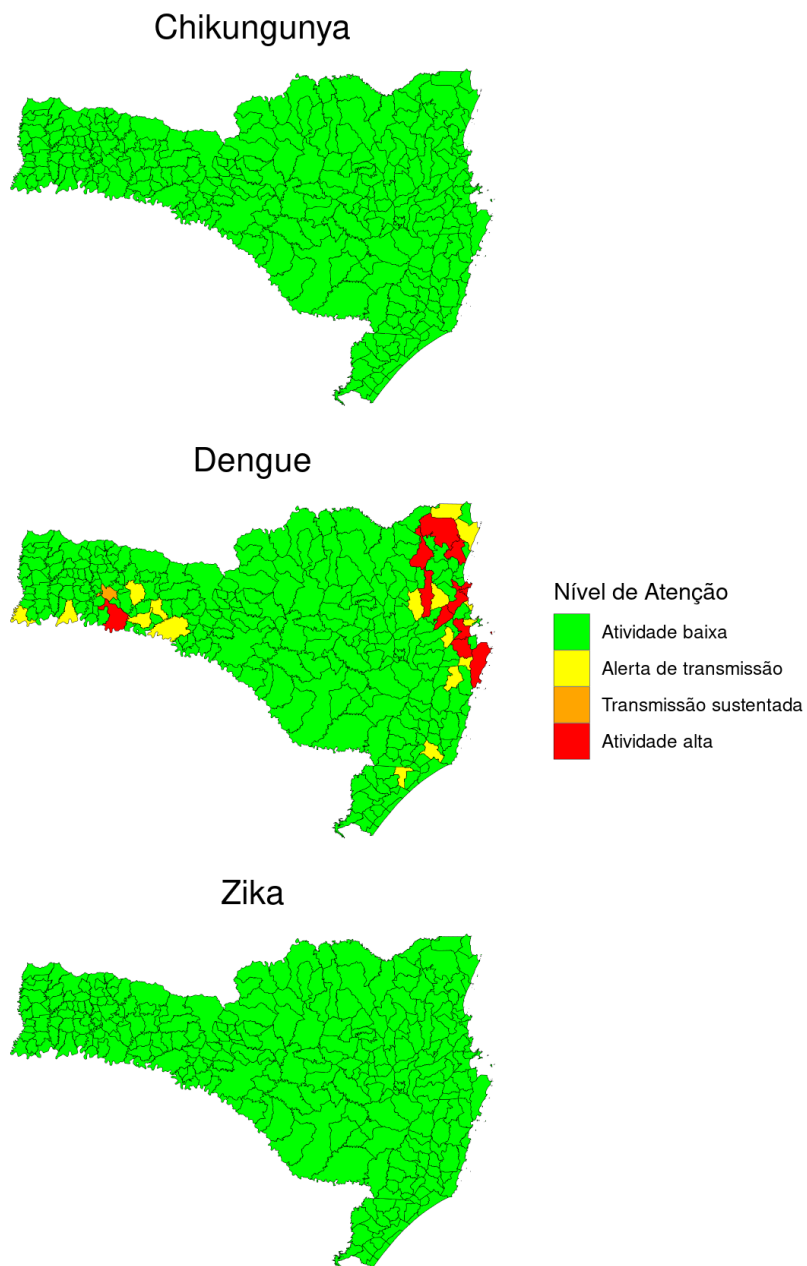 Chikungunya
Dengue
Nível de Atenção
Atividade baixa
Alerta de transmissão
Transmissão sustentada
Atividade alta
Zika